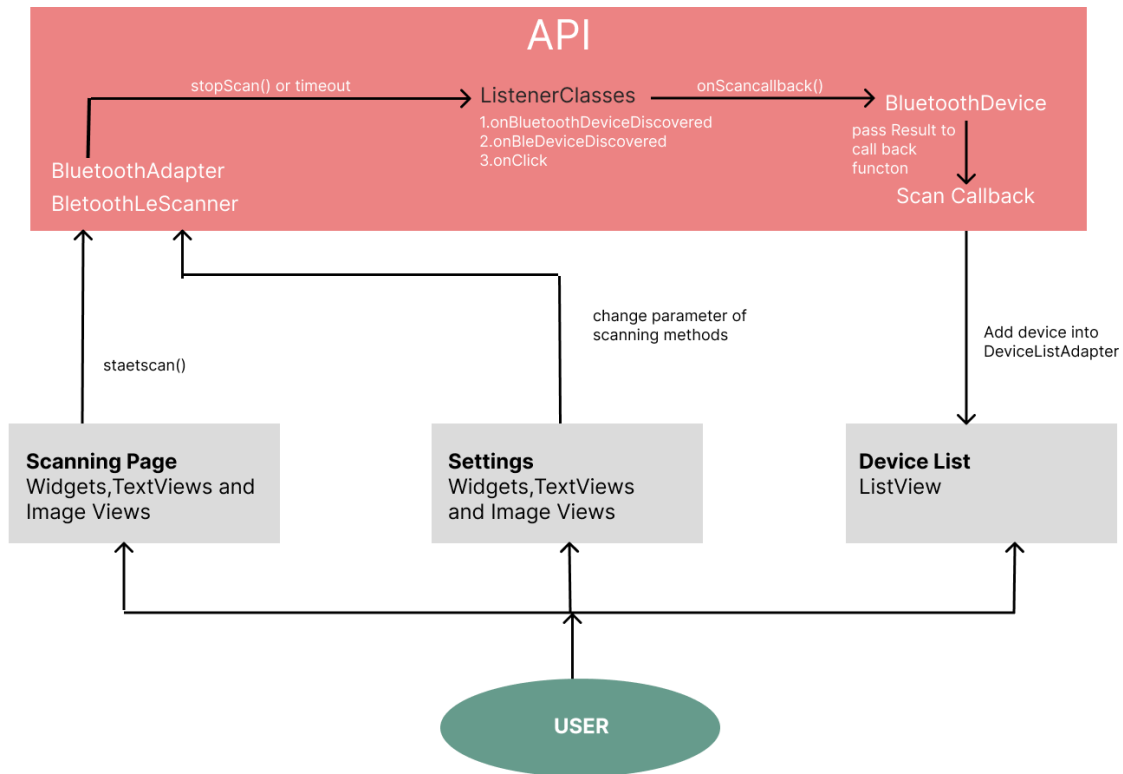 API
stopScan() or timeout
ListenerClasses
1.onBluetoothDeviceDiscovered
2.onBleDeviceDiscovered
3.onClick
onScancallback()
BluetoothDevice
pass Result to
call back
functon
Scan Callback
BluetoothAdapter
BletoothLeScanner
staetscan()
change parameter of
scanning methods
Add device into
DeviceListAdapter
Scanning Page
Widgets,TextViews and
Image Views
Settings
Widgets,TextViews
and Image Views
Device List
ListView
USER